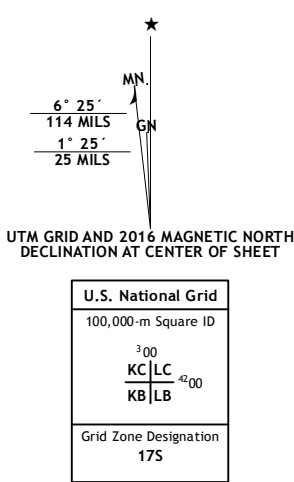 ★
MN.
GN
6° 25´
114 MILS
1° 25´
25 MILS
UTM GRID AND 2016 MAGNETIC NORTH
DECLINATION AT CENTER OF SHEET
U.S. National Grid
100,000-m Square ID
³00
KC LC
⁴²00
KB LB
Grid Zone Designation
17S